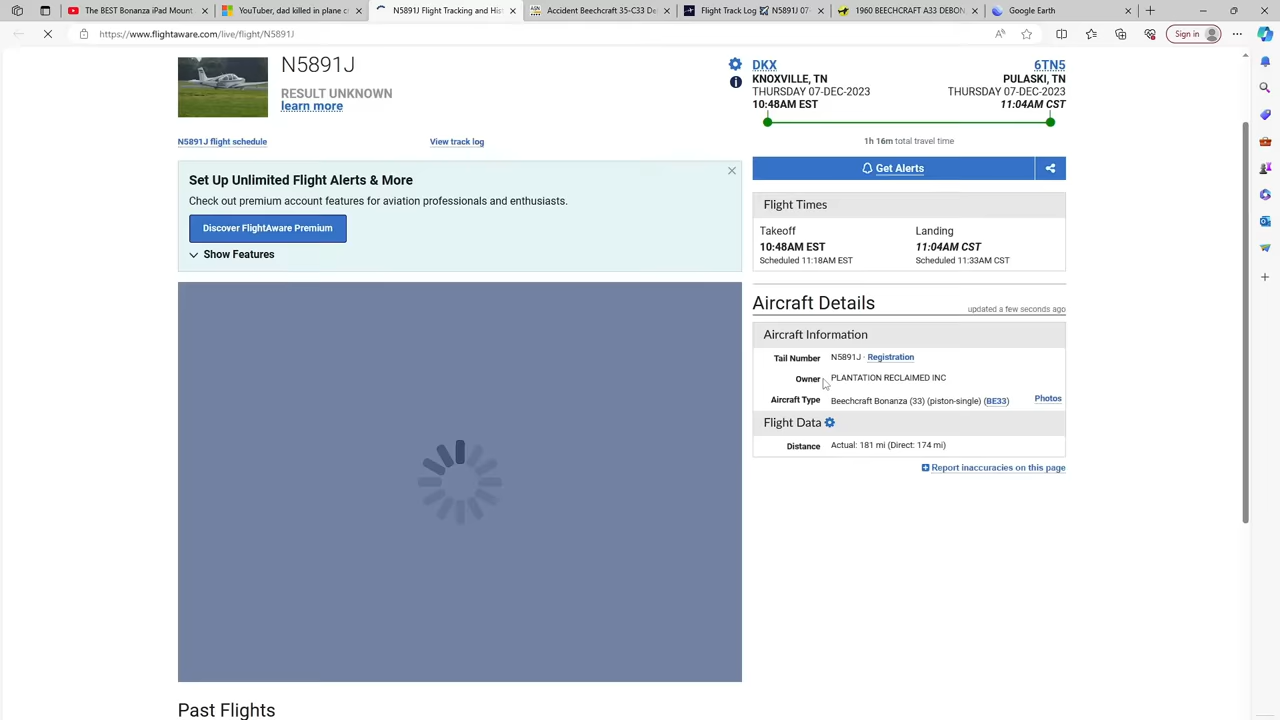 The BEST Bonanza iPad Mount
YouTuber, dad killed in plane c
N5891J Flight Tracking and His
ASN
Accident Beechcraft 35-C33 De
Flight Track Log
N5891J 07-
1960 BEECHCRAFT A33 DEBON
Google Earth
https://www.flightaware.com/live/flight/N5891J
Sign in
N5891J
RESULT UNKNOWN
learn more
N5891J flight schedule
View track log
Set Up Unlimited Flight Alerts & More
Check out premium account features for aviation professionals and enthusiasts.
Discover FlightAware Premium
Show Features
Past Flights
DKX
6TN5
KNOXVILLE, TN
PULASKI, TN
THURSDAY 07-DEC-2023
THURSDAY 07-DEC-2023
10:48AM EST
11:04AM CST
1h 16m total travel time
Get Alerts
Flight Times
Takeoff
Landing
10:48AM EST
11:04AM CST
Scheduled 11:18AM EST
Scheduled 11:33AM CST
Aircraft Details
updated a few seconds ago
Aircraft Information
Tail Number N5891J · Registration
Owner PLANTATION RECLAIMED INC
Aircraft Type Beechcraft Bonanza (33) (piston-single) (BE33) Photos
Flight Data
Distance Actual: 181 mi (Direct: 174 mi)
Report inaccuracies on this page